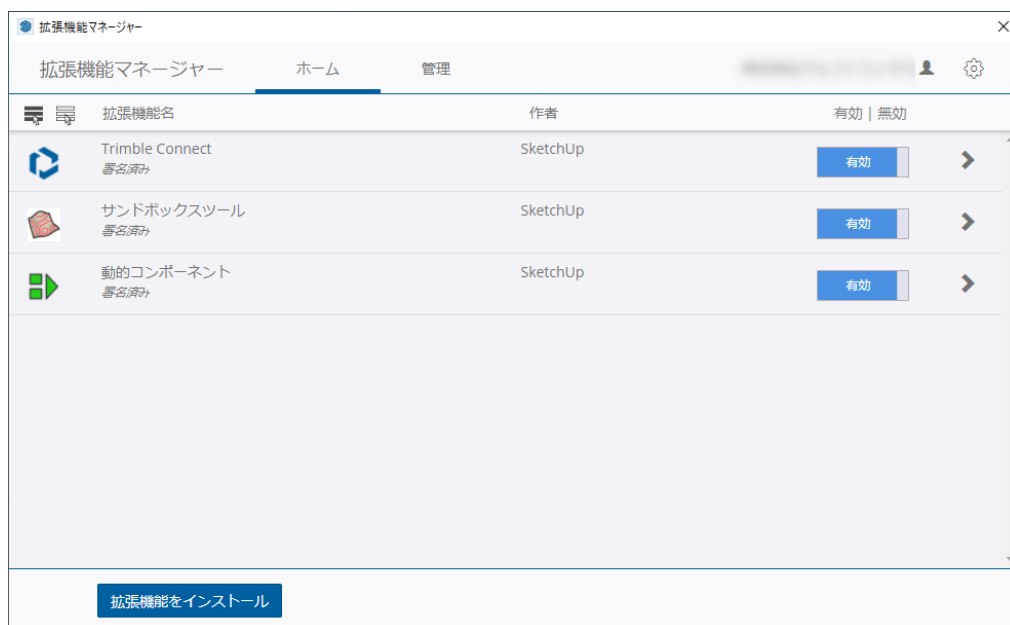 拡張機能マネージャー
拡張機能マネージャー ホーム 管理
拡張機能名 作者 有効 | 無効
Trimble Connect SketchUp 有効
署名済み
サンドボックスツール SketchUp 有効
署名済み
動的コンポーネント SketchUp 有効
署名済み
拡張機能をインストール